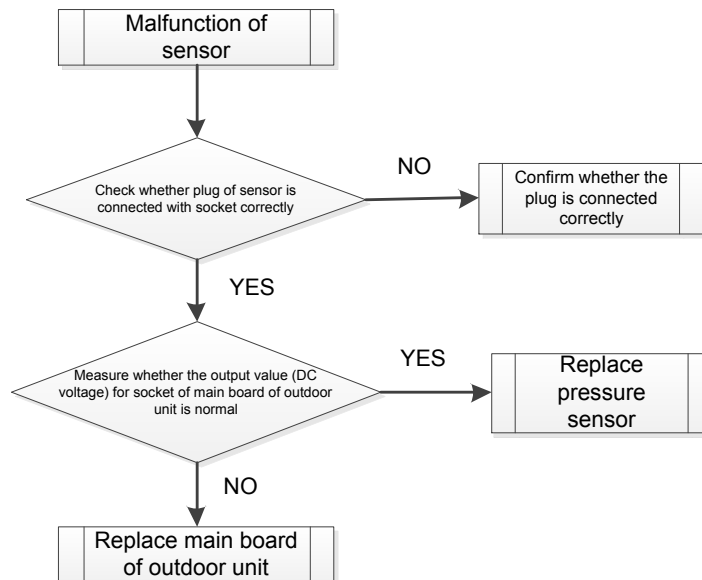 Malfunction of
sensor
Check whether plug of sensor is
connected with socket correctly
NO
Confirm whether the
plug is connected
correctly
YES
Measure whether the output value (DC
voltage) for socket of main board of outdoor
unit is normal
YES
Replace
pressure
sensor
NO
Replace main board
of outdoor unit